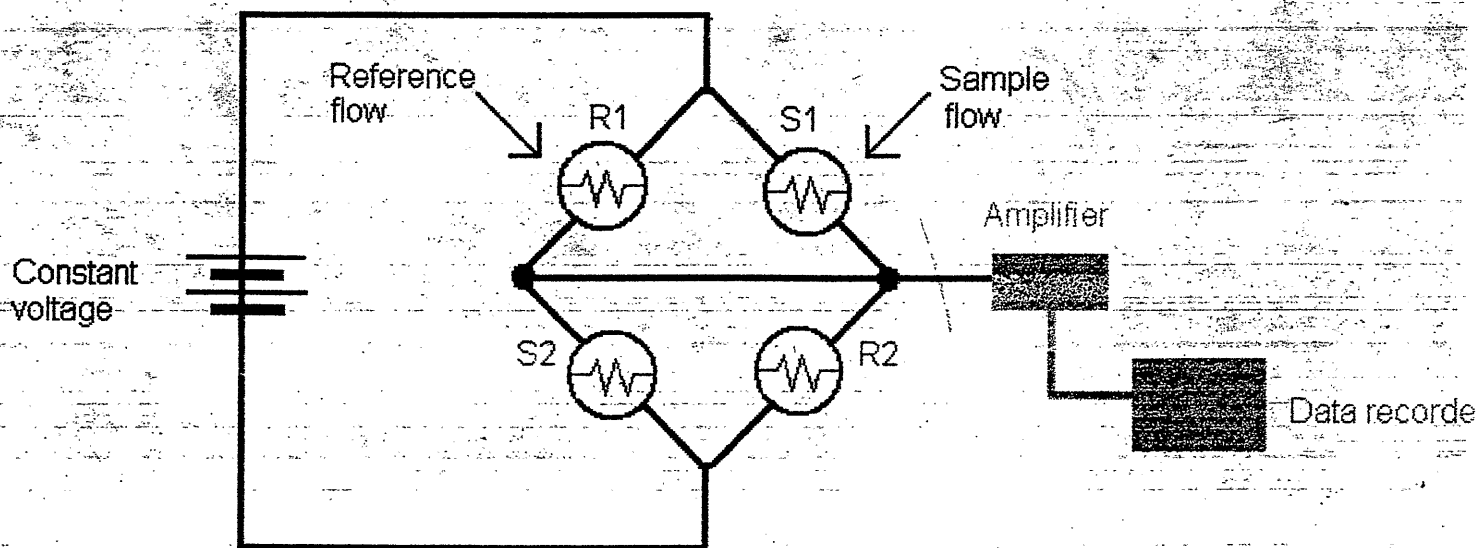 Reference
flow
R1
S1
Sample
flow
Amplifier
Constant
voltage
S2
R2
Data recorde